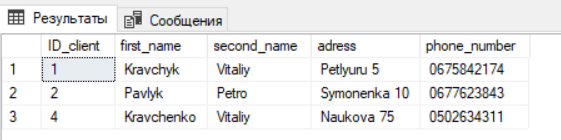 Результаты Сообщения
ID_client first_name second_name adress phone_number
1 1 Kravchyk Vitaliy Petlyuru 5 0675842174
2 2 Pavlyk Petro Symonenka 10 0677623843
3 4 Kravchenko Vitaliy Naukova 75 0502634311